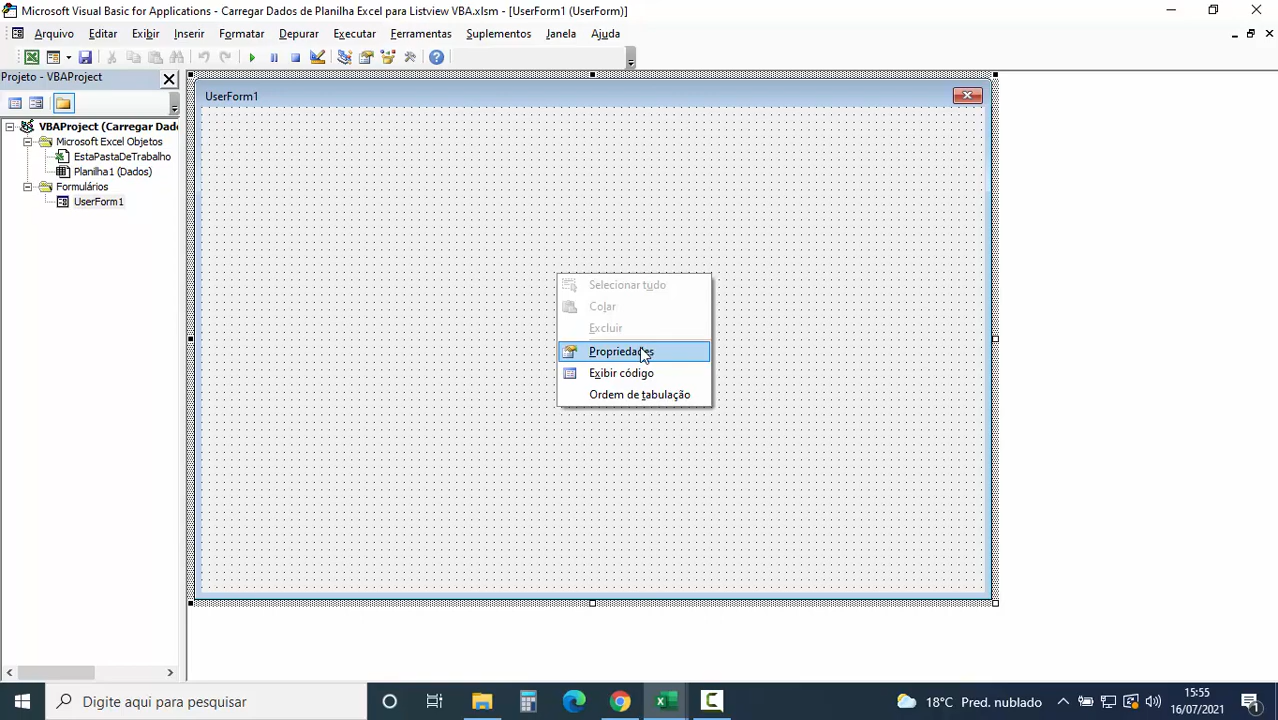 Microsoft Visual Basic for Applications - Carregar Dados de Planilha Excel para Listview VBA.xlsm - [UserForm1 (UserForm)]
Arquivo Editar Exibir Inserir Formatar Depurar Executar Ferramentas Suplementos Janela Ajuda
Projeto - VBAProject
VBAProject (Carregar Dado
Microsoft Excel Objetos
EstaPastaDeTrabalho
Planilha1 (Dados)
Formulários
UserForm1
UserForm1
Selecionar tudo
Colar
Excluir
Propriedades
Exibir código
Ordem de tabulação
Digite aqui para pesquisar
18°C Pred. nublado
15:55
16/07/2021
1